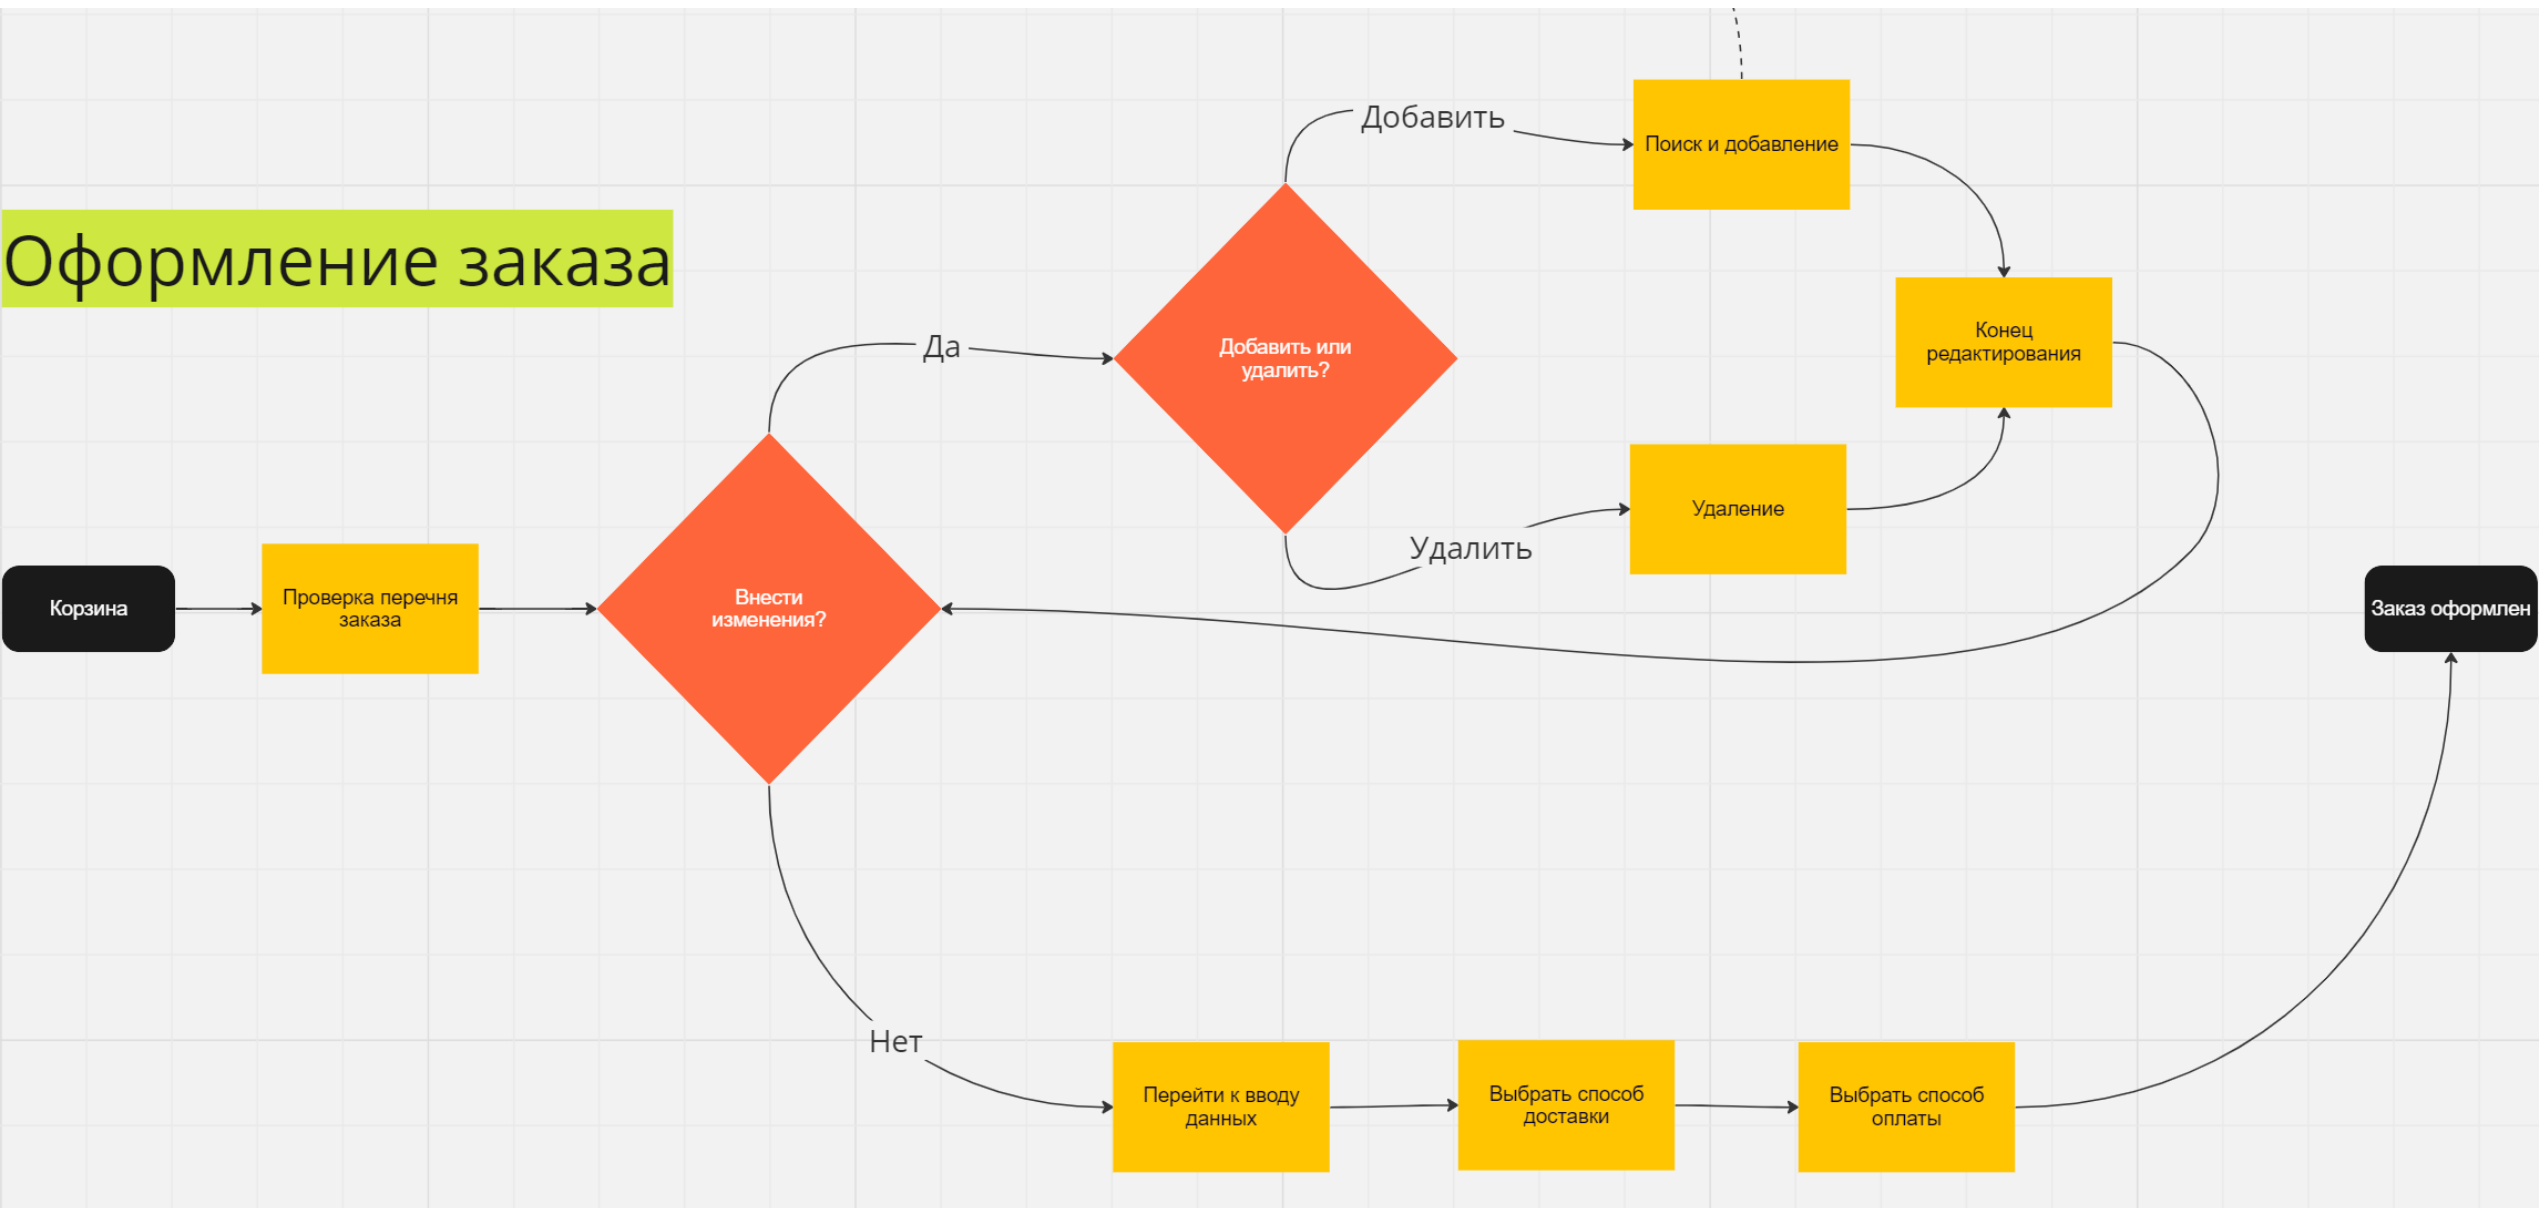 Оформление заказа
Добавить
Поиск и добавление
Да
Добавить или
удалить?
Конец
редактирования
Удаление
Удалить
Корзина
Проверка перечня
заказа
Внести
изменения?
Заказ оформлен
Нет
Перейти к вводу
данных
Выбрать способ
доставки
Выбрать способ
оплаты